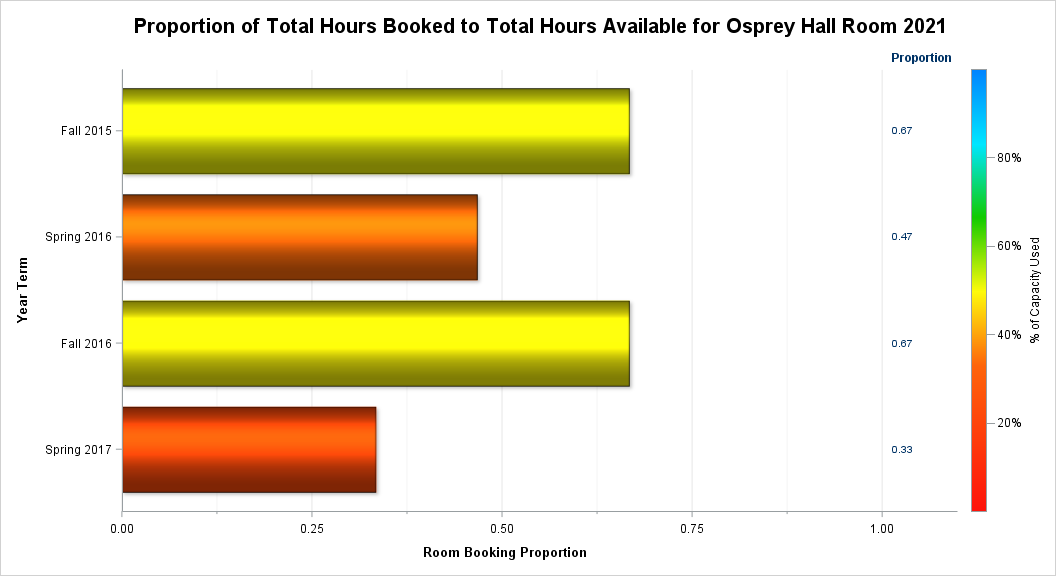 Proportion of Total Hours Booked to Total Hours Available for Osprey Hall Room 2021
Proportion
Fall 2015
0.67
Spring 2016
0.47
Fall 2016
0.67
Spring 2017
0.33
Year Term
0.00 0.25 0.50 0.75 1.00
Room Booking Proportion
80%
60%
40%
20%
% of Capacity Used